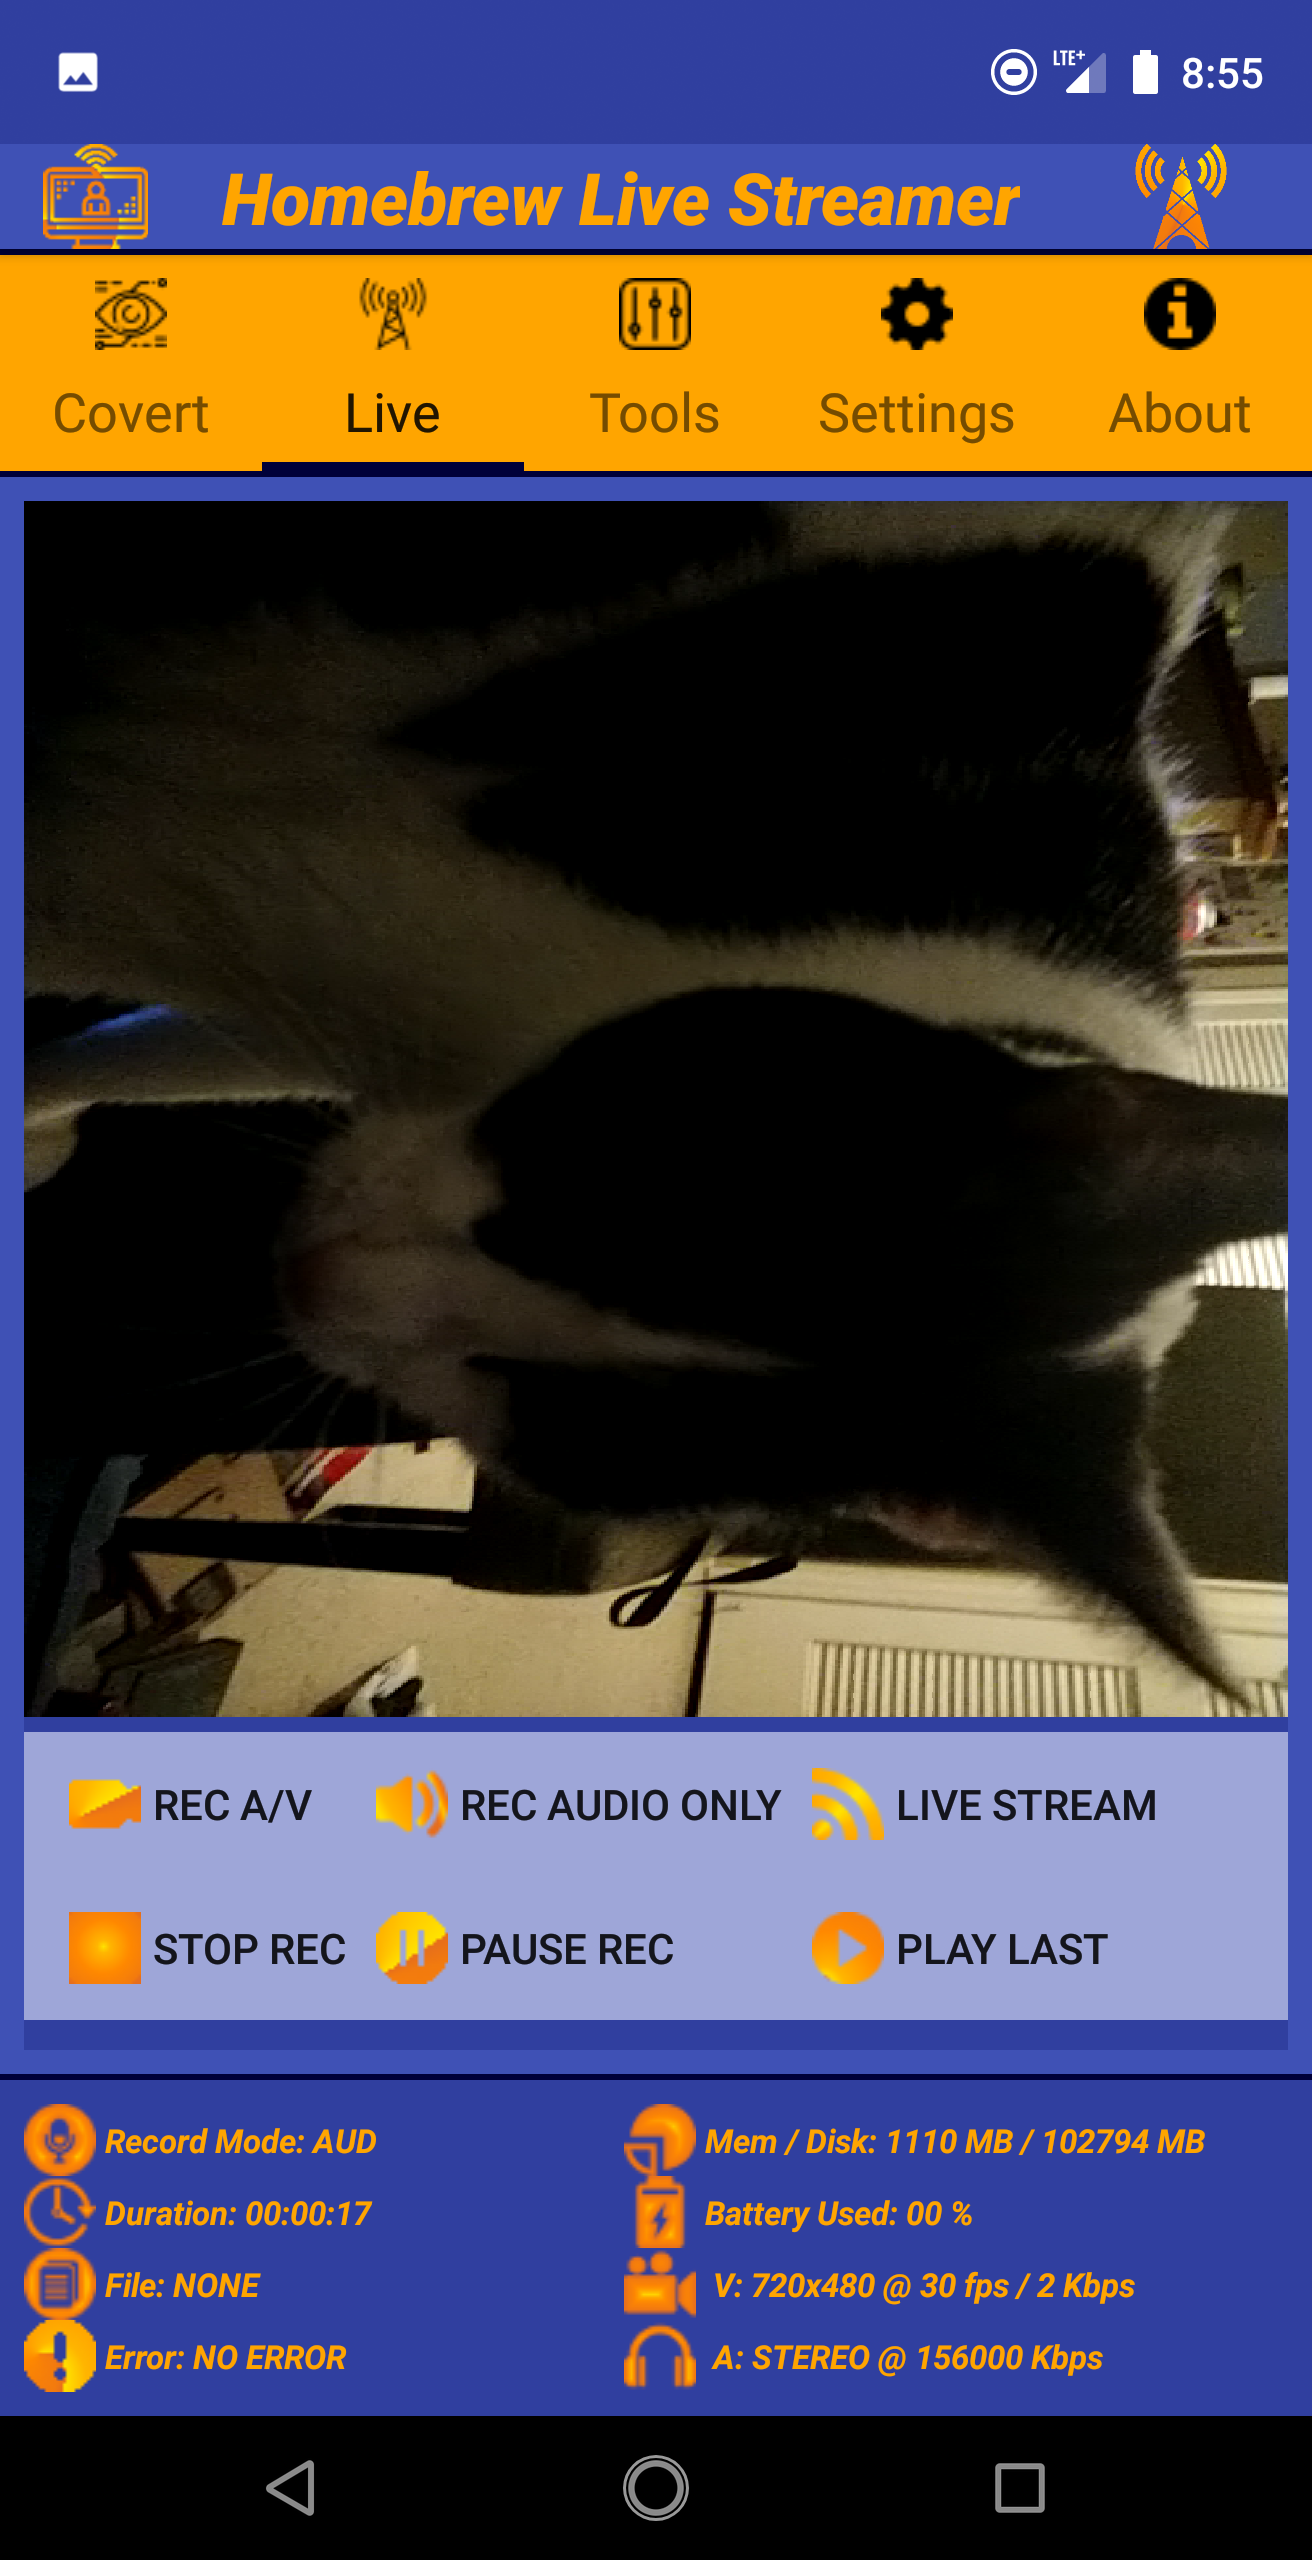 LTE+ 8:55
Homebrew Live Streamer
Covert Live Tools Settings About
REC A/V REC AUDIO ONLY LIVE STREAM
STOP REC PAUSE REC PLAY LAST
Record Mode: AUD Mem / Disk: 1110 MB / 102794 MB
Duration: 00:00:17 Battery Used: 00 %
File: NONE V: 720x480 @ 30 fps / 2 Kbps
Error: NO ERROR A: STEREO @ 156000 Kbps